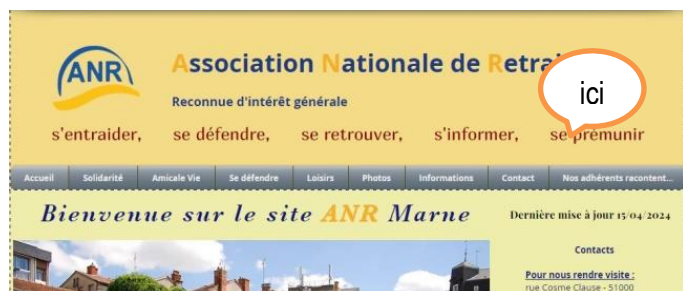 ANR
Association Nationale de Retra
ici
Reconnue d'intérêt générale
s'entraider, se défendre, se retrouver, s'informer, se prémunir
Accueil Solidarité Amicale Vie Se défendre Loisirs Photos Informations Contact Nos adhérents racontent...
Bienvenue sur le site ANR Marne
Dernière mise à jour 15/04/2024
Contacts
Pour nous rendre visite :
rue Cosme Clause - 51000